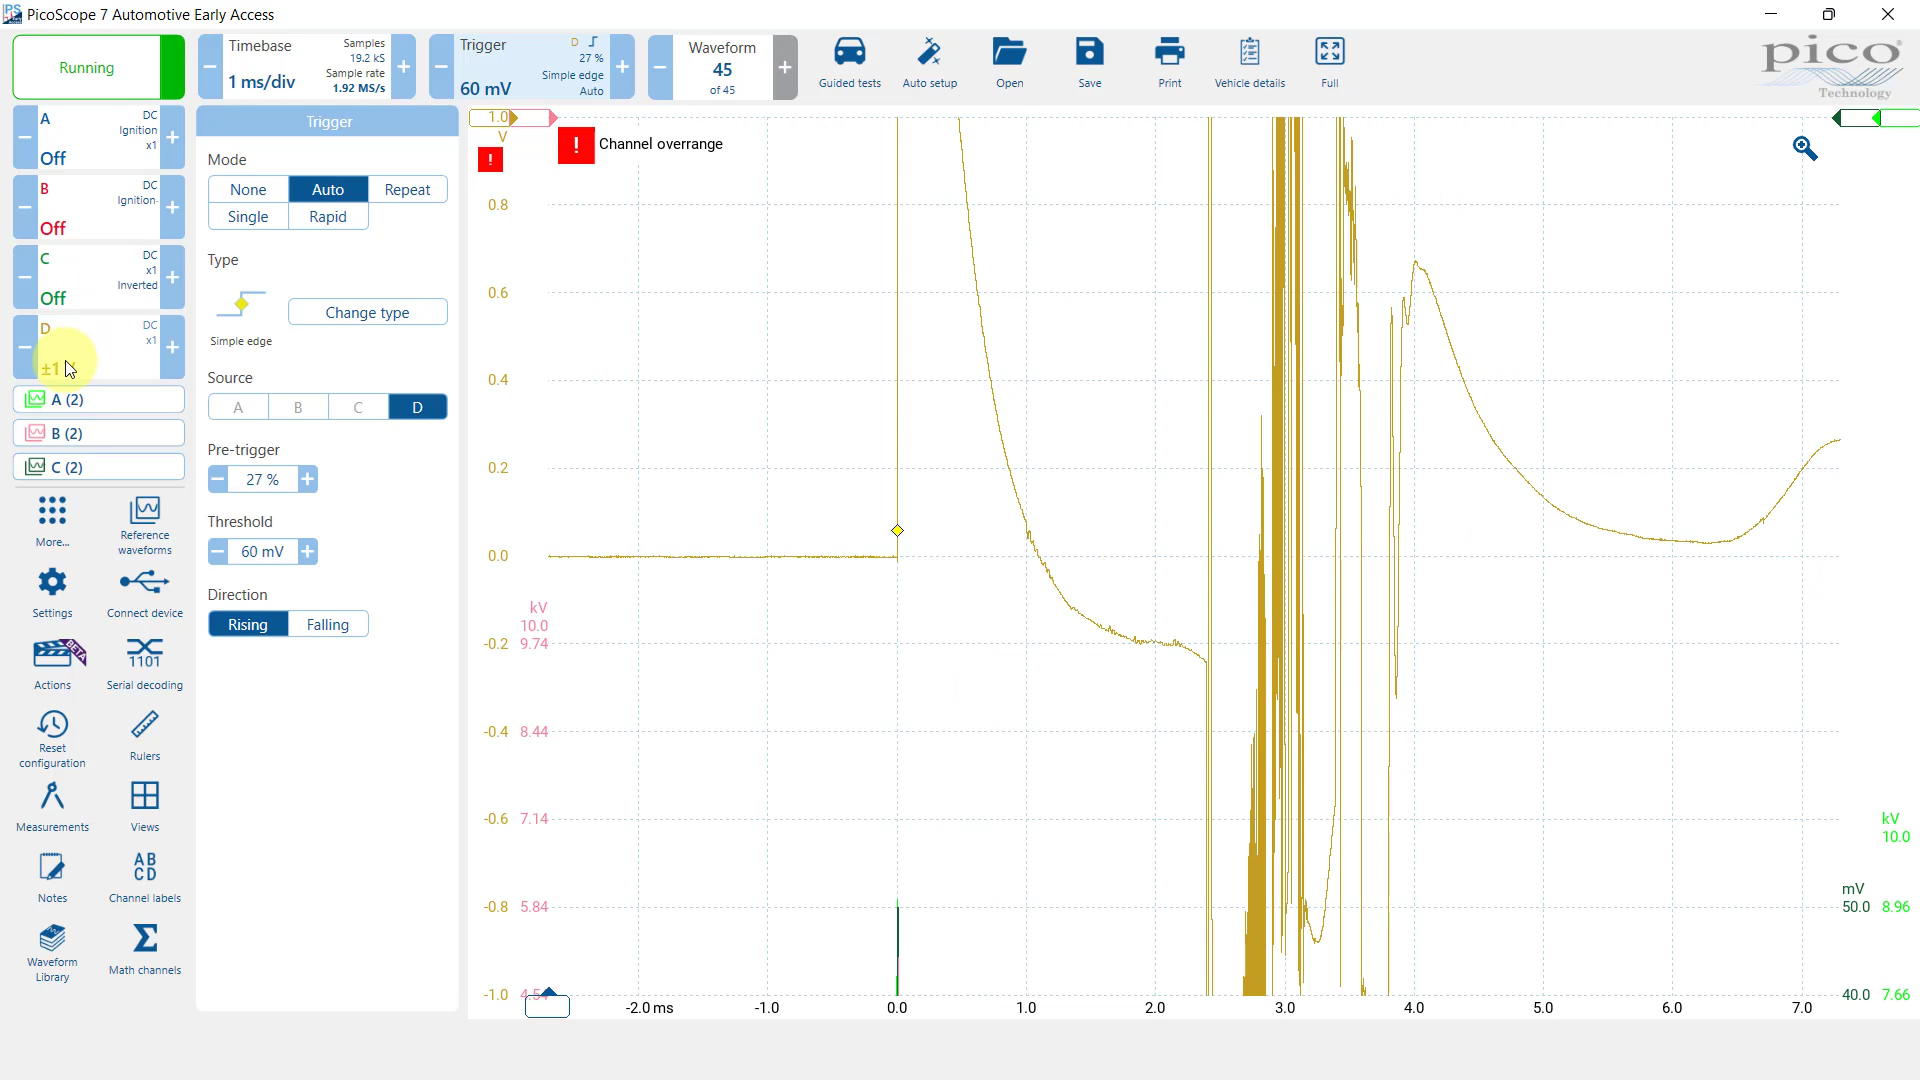 PicoScope 7 Automotive Early Access
Running
Timebase
1 ms/div
Samples
19.2 kS
Sample rate
1.92 MS/s
Trigger
60 mV
D
27 %
Simple edge
Auto
Waveform
45
of 45
Guided tests
Auto setup
Open
Save
Print
Vehicle details
Full
pico
Technology
A
DC
Ignition
x1
Off
B
DC
Ignition-
Off
C
DC
x1
Inverted
Off
D
DC
x1
±1
A (2)
B (2)
C (2)
More...
Reference
waveforms
Settings
Connect device
BETA
Actions
1101
Serial decoding
Reset
configuration
Rulers
Measurements
Views
Notes
AB
CD
Channel labels
Waveform
Library
Σ
Math channels
Trigger
Mode
None
Auto
Repeat
Single
Rapid
Type
Simple edge
Change type
Source
A
B
C
D
Pre-trigger
27 %
Threshold
60 mV
Direction
Rising
Falling
1.0
V
!
! Channel overrange
0.8
0.6
0.4
0.2
0.0
kV
10.0
-0.2 9.74
-0.4 8.44
-0.6 7.14
-0.8 5.84
-1.0 4.54
kV
10.0
mV
50.0 8.96
40.0 7.66
-2.0 ms
-1.0
0.0
1.0
2.0
3.0
4.0
5.0
6.0
7.0